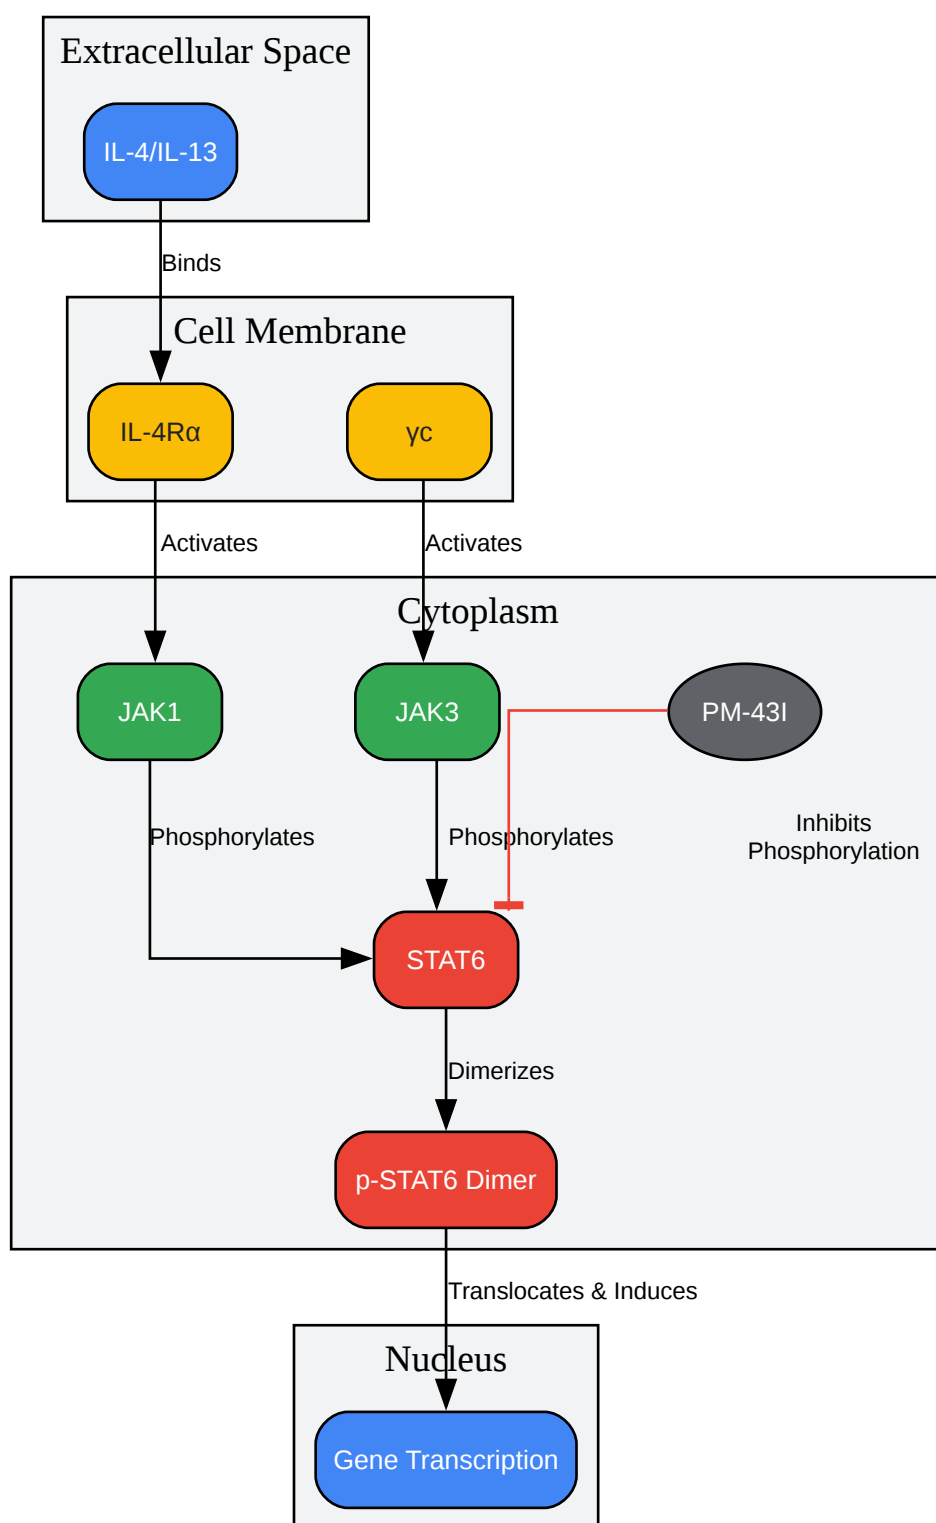 Extracellular Space
IL-4/IL-13
Binds
Cell Membrane
IL-4Rα
γc
Activates
Activates
Cytoplasm
JAK1
JAK3
PM-43I
Phosphorylates
Phosphorylates
Inhibits
Phosphorylation
STAT6
Dimerizes
p-STAT6 Dimer
Translocates & Induces
Nucleus
Gene Transcription